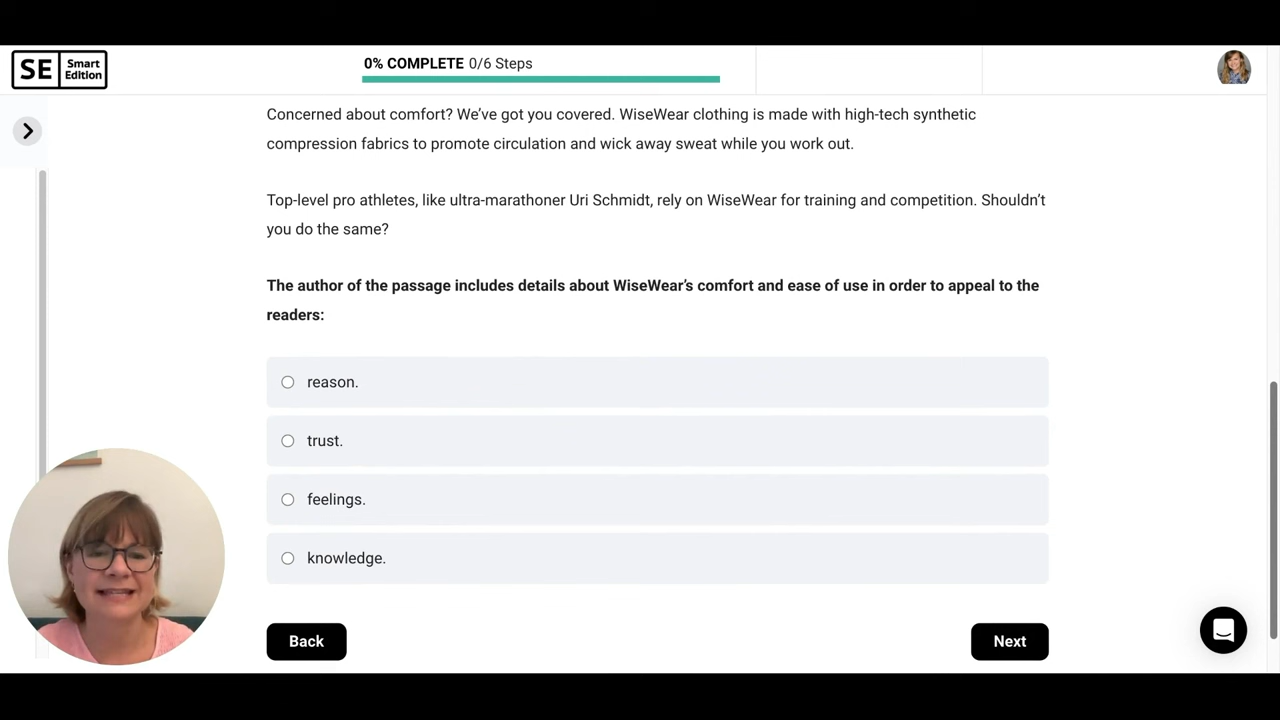 SE Smart Edition
0% COMPLETE 0/6 Steps
Concerned about comfort? We’ve got you covered. WiseWear clothing is made with high-tech synthetic
compression fabrics to promote circulation and wick away sweat while you work out.
Top-level pro athletes, like ultra-marathoner Uri Schmidt, rely on WiseWear for training and competition. Shouldn’t
you do the same?
The author of the passage includes details about WiseWear’s comfort and ease of use in order to appeal to the
readers:
reason.
trust.
feelings.
knowledge.
Back
Next